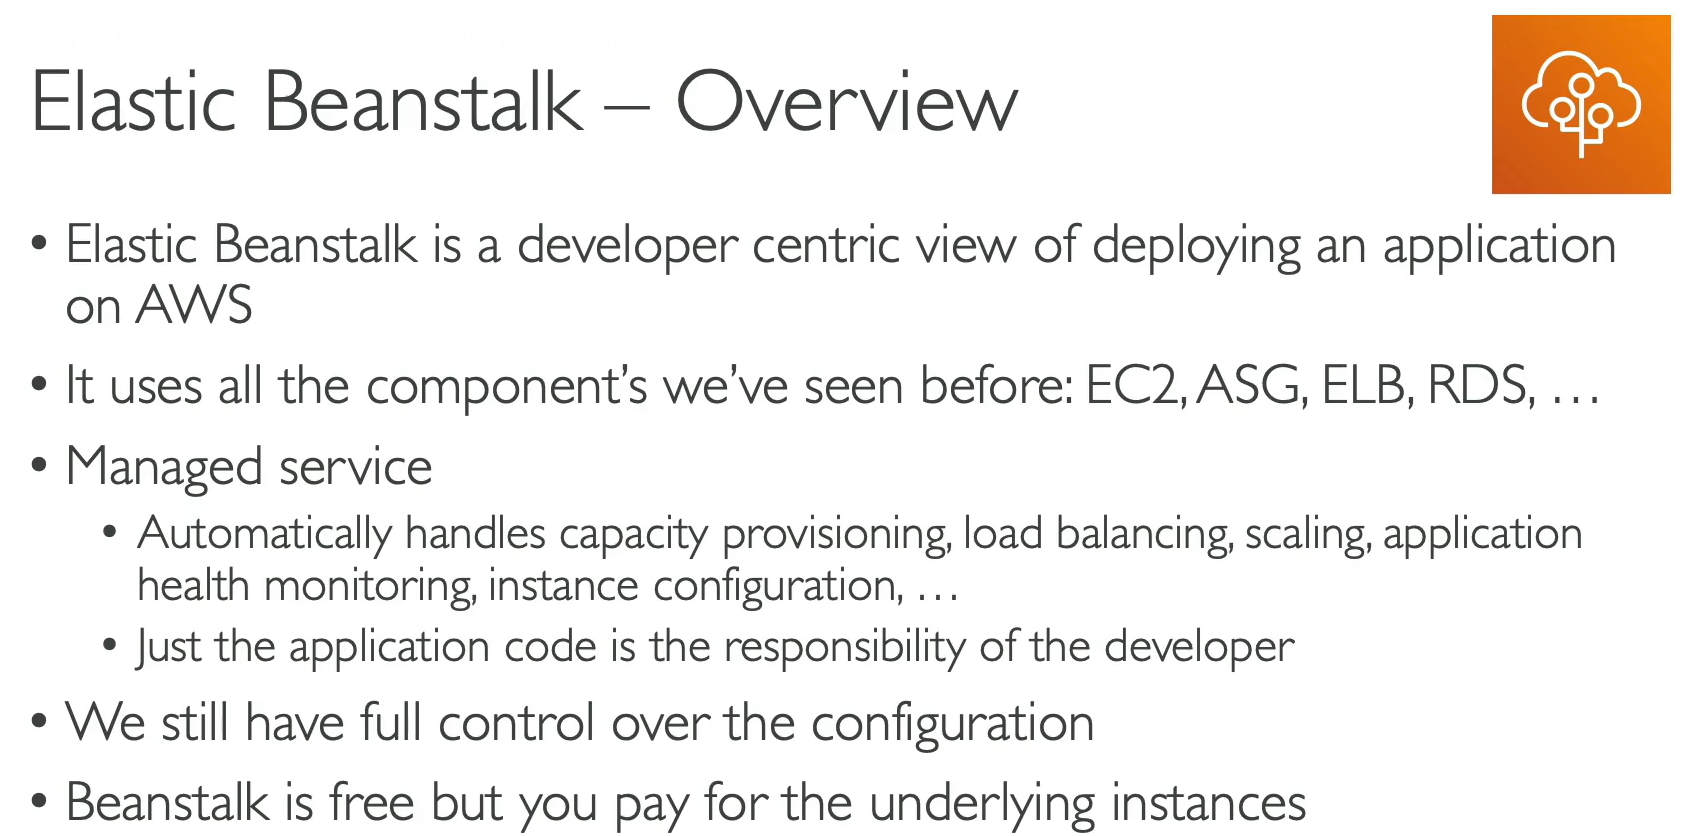 Elastic Beanstalk – Overview
• Elastic Beanstalk is a developer centric view of deploying an application
on AWS
• It uses all the component’s we’ve seen before: EC2, ASG, ELB, RDS, …
• Managed service
• Automatically handles capacity provisioning, load balancing, scaling, application
health monitoring, instance configuration, …
• Just the application code is the responsibility of the developer
• We still have full control over the configuration
• Beanstalk is free but you pay for the underlying instances